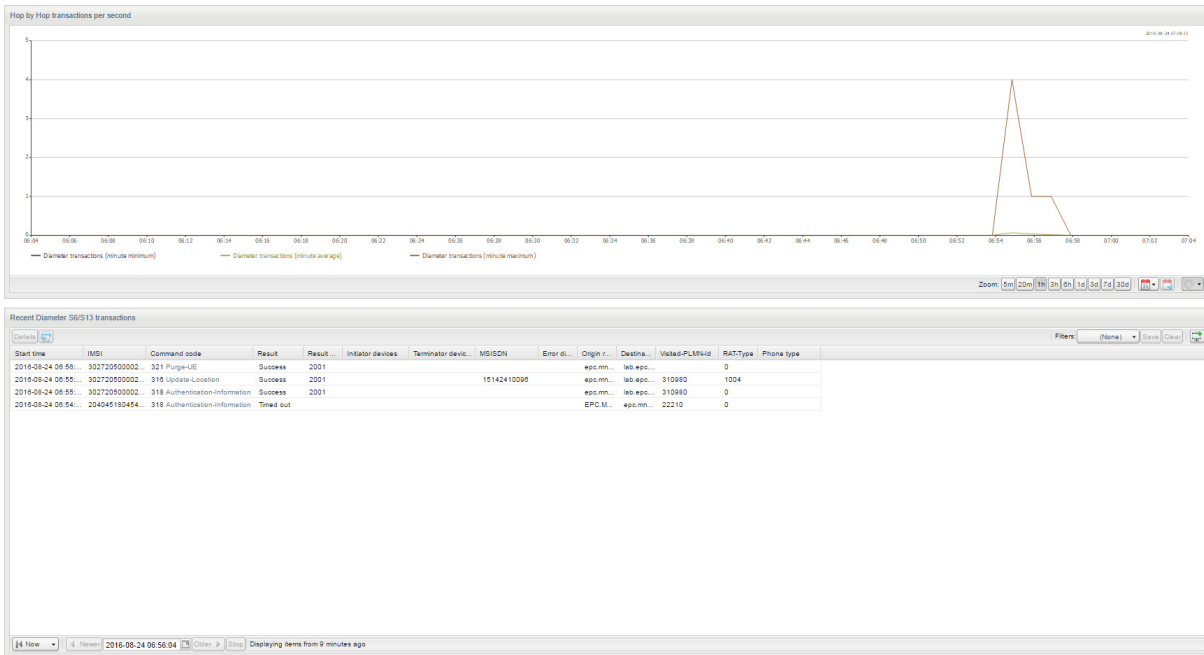 Hop by Hop transactions per second
5
4
3
2
1
0
06:04 06:06 06:08 06:10 06:12 06:14 06:16 06:18 06:20 06:22 06:24 06:26 06:28 06:30 06:32 06:34 06:36 06:38 06:40 06:42 06:44 06:46 06:48 06:50 06:52 06:54 06:56 06:58 07:00 07:02 07:04
Diameter transactions (minute minimum) Diameter transactions (minute average) Diameter transactions (minute maximum)
Zoom: 5m 20m 1h 3h 6h 1d 3d 7d 30d
Recent Diameter S6/S13 transactions
Details Filters: (None) Save Clear
Start time IMSI Command code Result Result ... Initiator devices Terminator devic... MSISDN Error di... Origin r... Destina... Visited-PLMN-Id RAT-Type Phone type
2016-08-24 06:56:... 302720500002... 321 Purge-UE Success 2001 epc.mn... lab.epc.... 0
2016-08-24 06:55:... 302720500002... 316 Update-Location Success 2001 15142410096 epc.mn... lab.epc... 310980 1004
2016-08-24 06:55:... 302720500002... 318 Authentication-Information Success 2001 epc.mn... lab.epc... 310980 0
2016-08-24 06:54:... 204045180454... 318 Authentication-Information Timed out EPC.M... epc.mn... 22210 0
Now Newer 2016-08-24 06:56:04 Older Stop Displaying items from 9 minutes ago